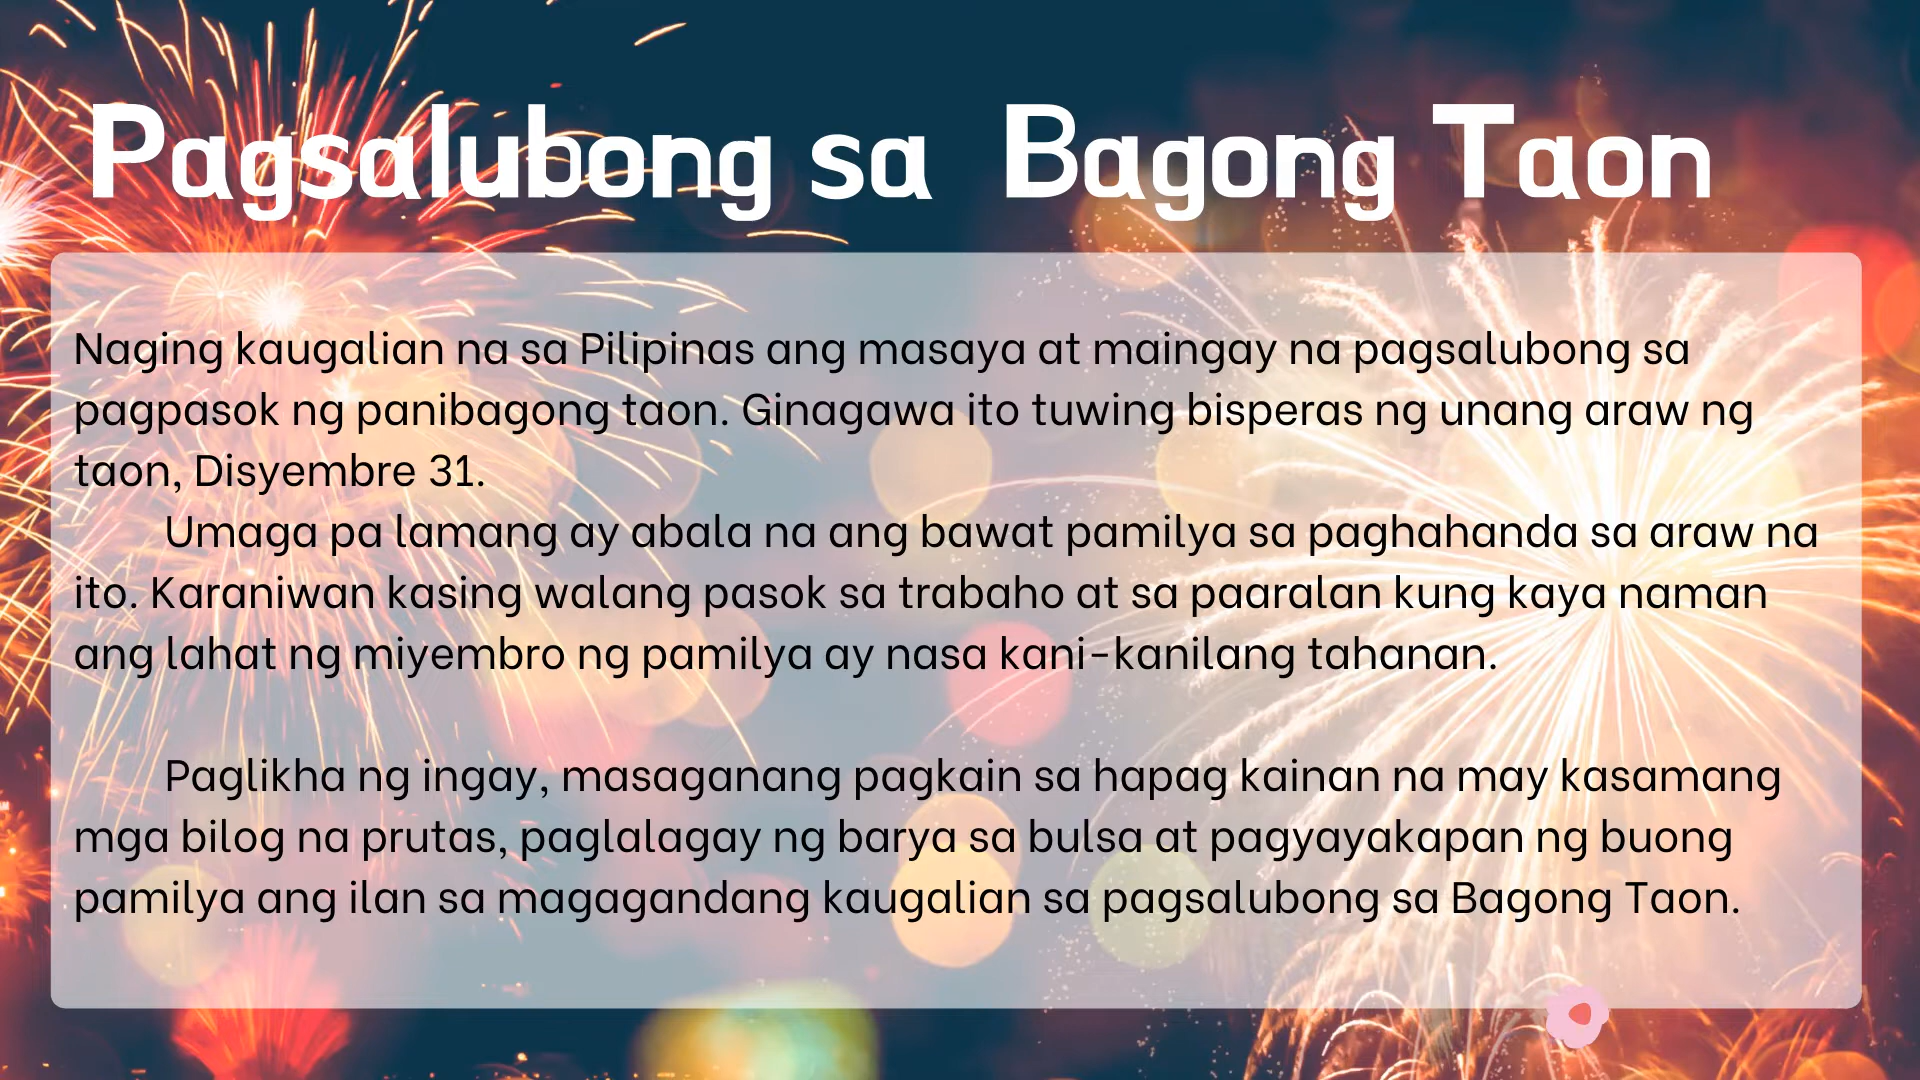 Pagsalubong sa Bagong Taon
Naging kaugalian na sa Pilipinas ang masaya at maingay na pagsalubong sa
pagpasok ng panibagong taon. Ginagawa ito tuwing bisperas ng unang araw ng
taon, Disyembre 31.
Umaga pa lamang ay abala na ang bawat pamilya sa paghahanda sa araw na
ito. Karaniwan kasing walang pasok sa trabaho at sa paaralan kung kaya naman
ang lahat ng miyembro ng pamilya ay nasa kani-kanilang tahanan.
Paglikha ng ingay, masaganang pagkain sa hapag kainan na may kasamang
mga bilog na prutas, paglalagay ng barya sa bulsa at pagyayakapan ng buong
pamilya ang ilan sa magagandang kaugalian sa pagsalubong sa Bagong Taon.